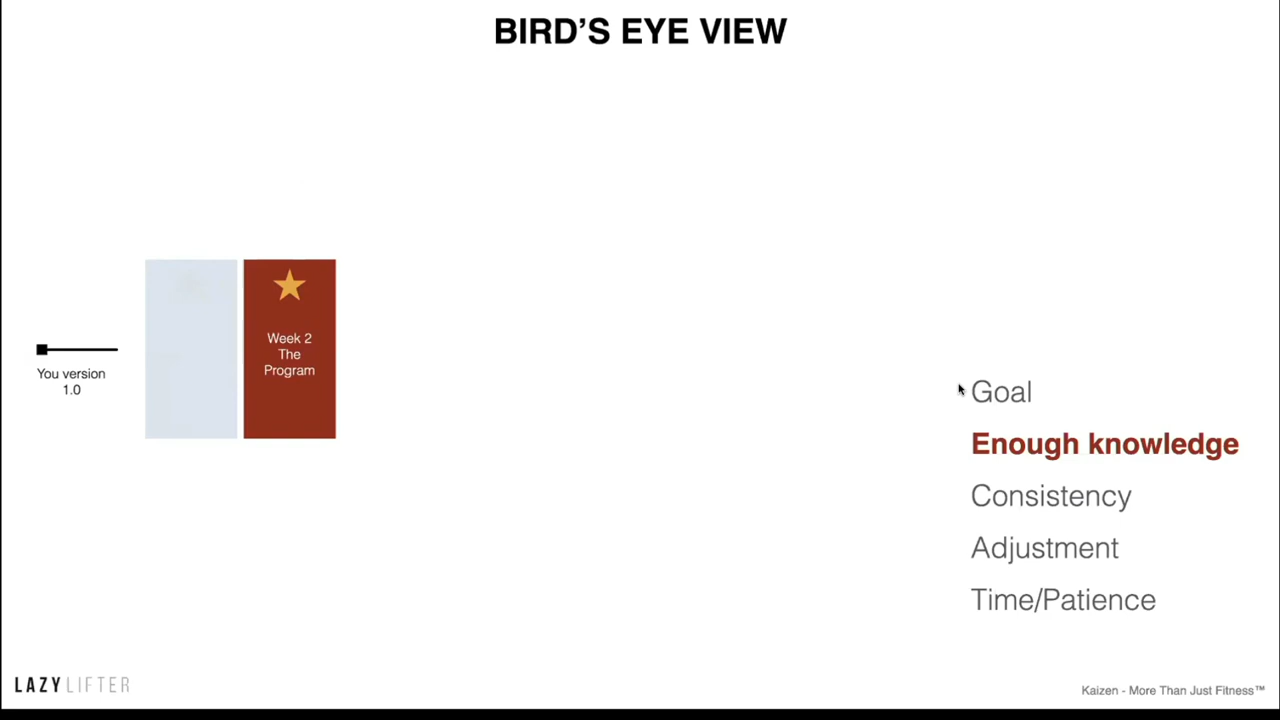 BIRD’S EYE VIEW
Week 2
The
Program
You version
1.0
Goal
Enough knowledge
Consistency
Adjustment
Time/Patience
LAZYLIFTER
Kaizen - More Than Just Fitness™